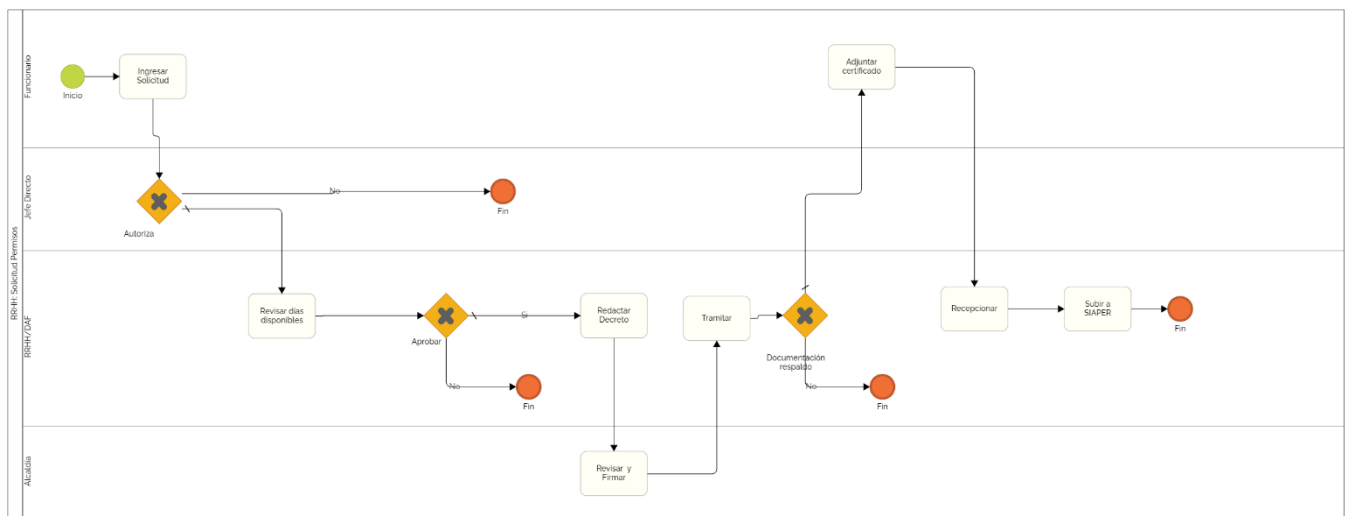 RRHH: Solicitud Permisos
Funcionario
Inicio
Ingresar
Solicitud
Adjuntar
certificado
Jefe Directo
Autoriza
No
Fin
RRHH/DAF
Revisar días
disponibles
Aprobar
Si
No
Fin
Redactar
Decreto
Tramitar
Documentación
respaldo
No
Fin
Recepcionar
Subir a
SIAPER
Fin
Alcaldía
Revisar y
Firmar